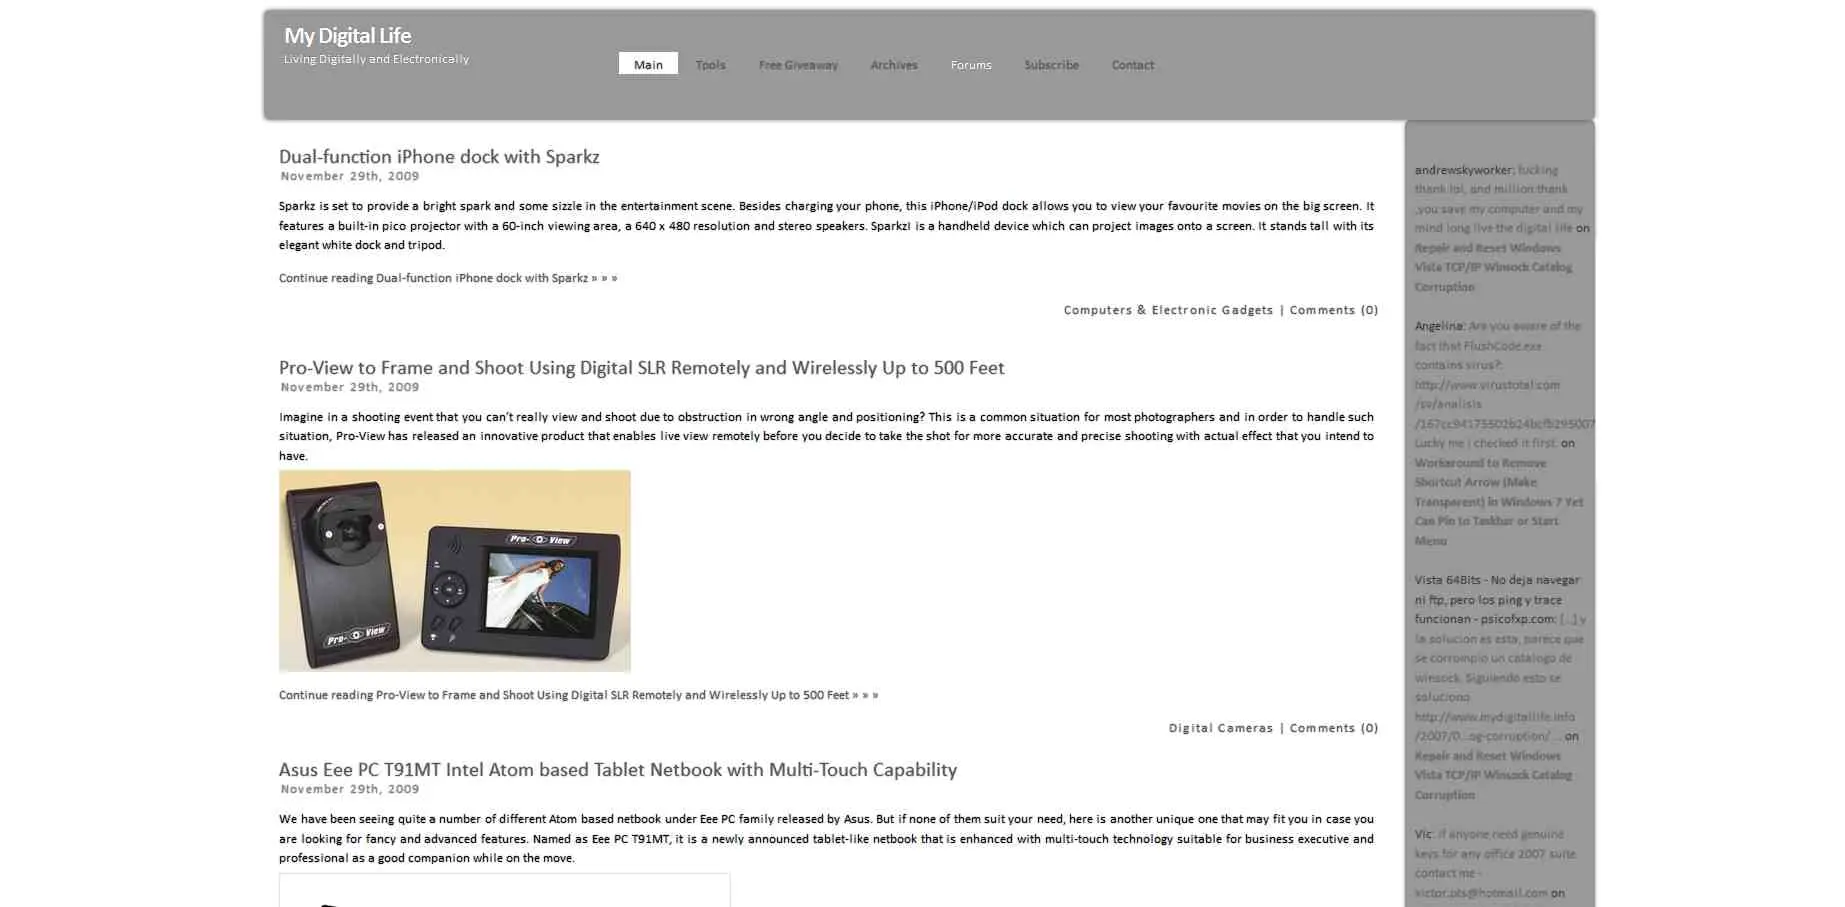 My Digital Life
Living Digitally and Electronically
Main Tpols Free Giveaway Archives Forums Subscribe Contact
Dual-function iPhone dock with Sparkz
November 29th, 2009
Sparkz is set to provide a bright spark and some sizzle in the entertainment scene. Besides charging your phone, this iPhone/iPod dock allows you to view your favourite movies on the big screen. It
features a built-in pico projector with a 60-inch viewing area, a 640 x 480 resolution and stereo speakers. Sparkz! is a handheld device which can project images onto a screen. It stands tall with its
elegant white dock and tripod.
Continue reading Dual-function iPhone dock with Sparkz » » »
Computers & Electronic Gadgets | Comments (0)
Pro-View to Frame and Shoot Using Digital SLR Remotely and Wirelessly Up to 500 Feet
November 29th, 2009
Imagine in a shooting event that you can't really view and shoot due to obstruction in wrong angle and positioning? This is a common situation for most photographers and in order to handle such
situation, Pro-View has released an innovative product that enables live view remotely before you decide to take the shot for more accurate and precise shooting with actual effect that you intend to
have.
Pro-View
Pro-View
Continue reading Pro-View to Frame and Shoot Using Digital SLR Remotely and Wirelessly Up to 500 Feet » » »
Digital Cameras | Comments (0)
Asus Eee PC T91MT Intel Atom based Tablet Netbook with Multi-Touch Capability
November 29th, 2009
We have been seeing quite a number of different Atom based netbook under Eee PC family released by Asus. But if none of them suit your need, here is another unique one that may fit you in case you
are looking for fancy and advanced features. Named as Eee PC T91MT, it is a newly announced tablet-like netbook that is enhanced with multi-touch technology suitable for business executive and
professional as a good companion while on the move.
andrewskyworker: fucking
thank lol, and million thank
,you save my computer and my
mind long live the digital life on
Repair and Reset Windows
Vista TCP/IP Winsock Catalog
Corruption
Angelina: Are you aware of the
fact that FlushCode.exe
contains virus?:
http://www.virustotal.com
/sv/analisis
Lucky me i checked it first. on
Workaround to Remove
Shortcut Arrow (Make
Transparent) in Windows 7 Yet
Can Pin to Taskbar or Start
Menu
Vista 64Bits - No deja navegar
ni ftp, pero los ping y trace
funcionan - psicofxp.com: [...] y
la solucion es esta, parece que
se corrompio un catalogo de
winsock. Siguiendo esto se
soluciono
http://www.mydigitallife.info
/2007/0...og-corruption/ ... on
Repair and Reset Windows
Vista TCP/IP Winsock Catalog
Corruption
Vic: if anyone need genuine
keys for any office 2007 suite
contact me -
victor.pts@hotmail.com on